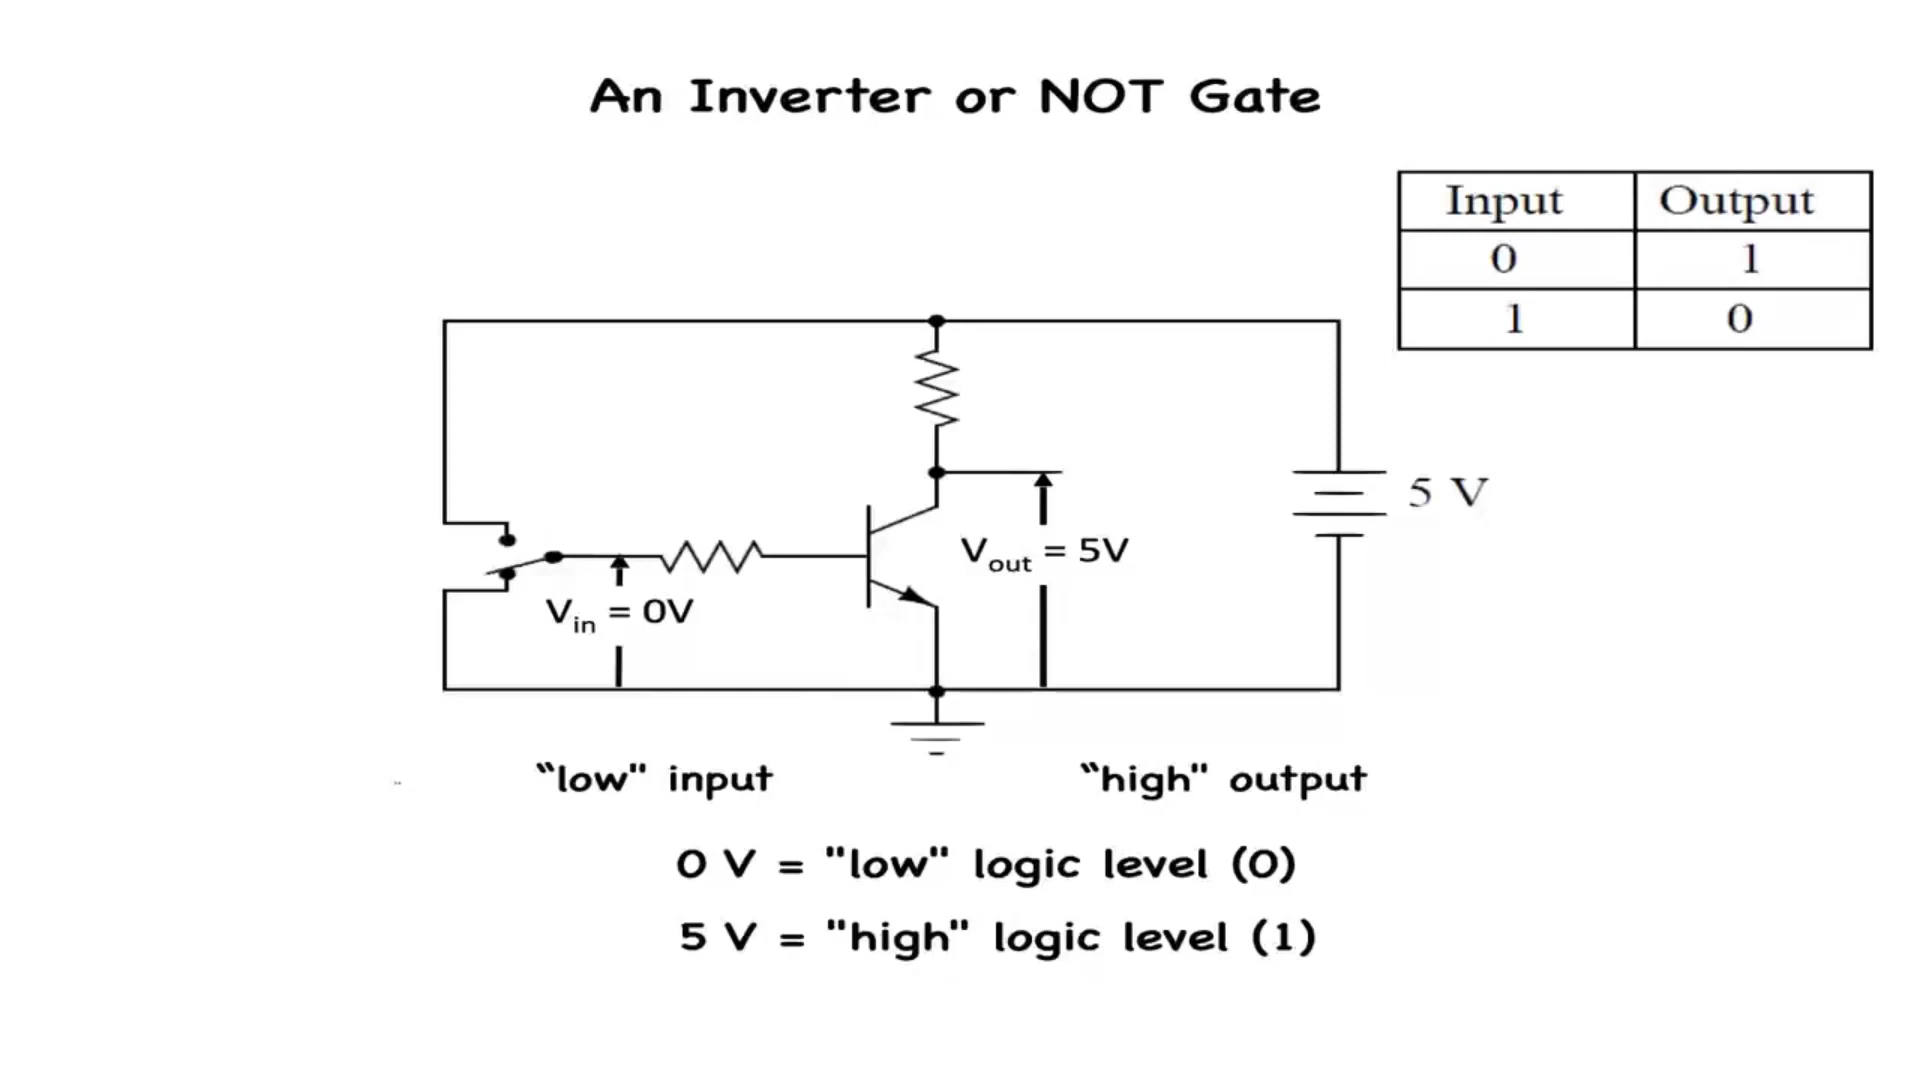 An Inverter or NOT Gate
Input Output
0 1
1 0
5 V
Vout = 5V
Vin = 0V
“low" input “high" output
0 V = "low" logic level (0)
5 V = "high" logic level (1)